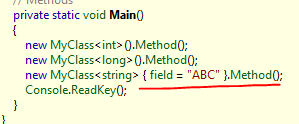 // Methods
private static void Main()
{
new MyClass<int>().Method();
new MyClass<long>().Method();
new MyClass<string> { field = "ABC" }.Method();
Console.ReadKey();
}
}